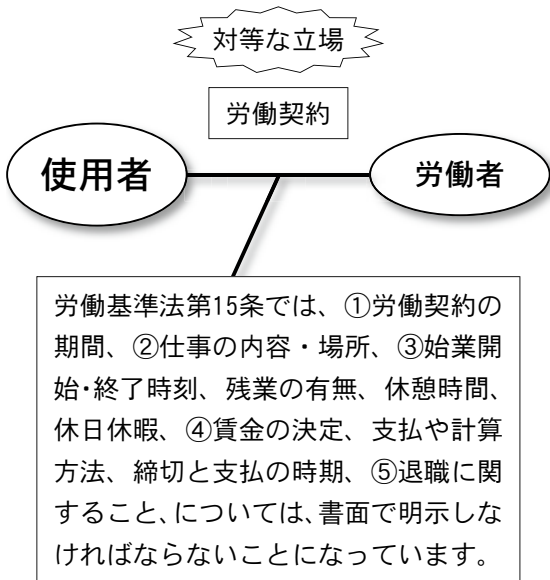 対等な立場
労働契約
使用者
労働者
労働基準法第15条では、①労働契約の
期間、②仕事の内容・場所、③始業開
始・終了時刻、残業の有無、休憩時間、
休日休暇、④賃金の決定、支払や計算
方法、締切と支払の時期、⑤退職に関
すること、については、書面で明示しな
ければならないことになっています。